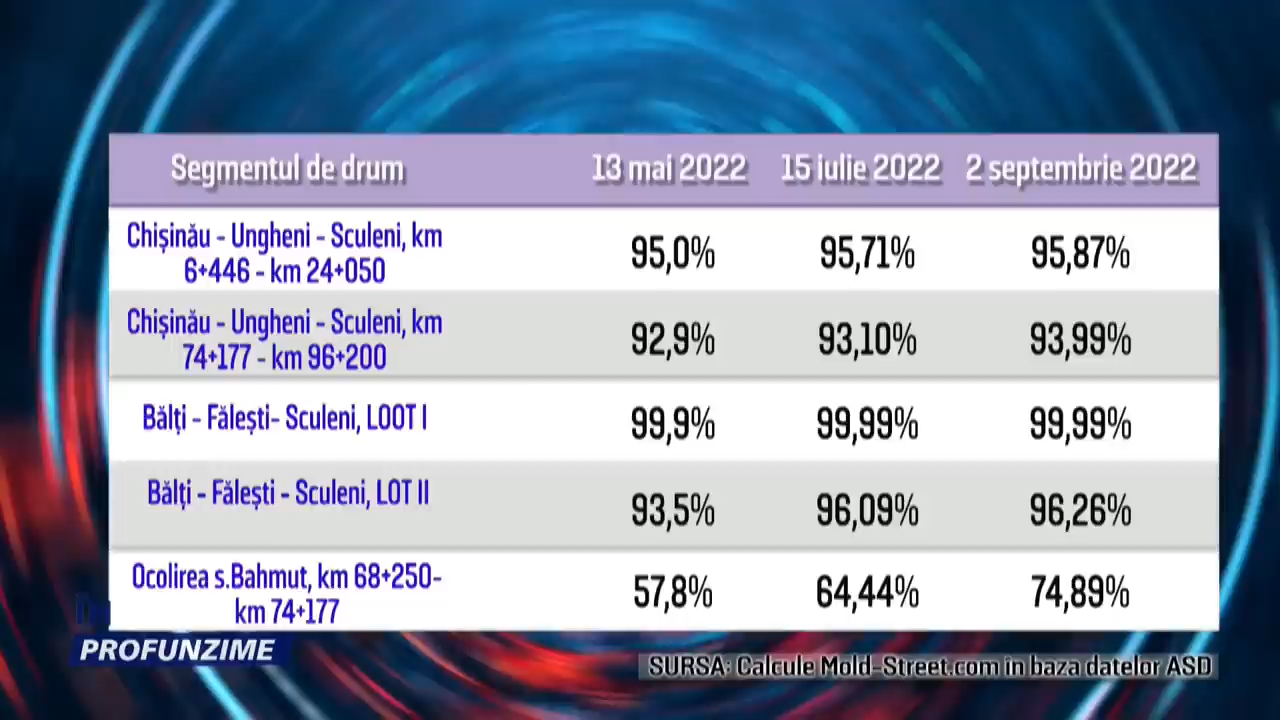 Segmentul de drum 13 mai 2022 15 iulie 2022 2 septembrie 2022
Chișinău - Ungheni - Sculeni, km
6+446 - km 24+050
95,0% 95,71% 95,87%
Chișinău - Ungheni - Sculeni, km
74+177 - km 96+200
92,9% 93,10% 93,99%
Bălți - Fălești- Sculeni, LOOT I
99,9% 99,99% 99,99%
Bălți - Fălești - Sculeni, LOT II
93,5% 96,09% 96,26%
Ocolirea s.Bahmut, km 68+250-
km 74+177
57,8% 64,44% 74,89%
În
PROFUNZIME
SURSA: Calcule Mold-Street.com in baza datelor ASD